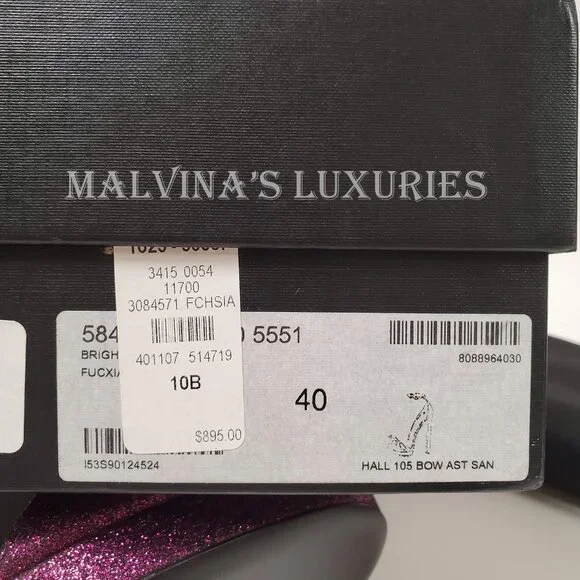 MALVINA'S LUXURIES
3415 0054
11700
3084571 FCHSIA
401107 514719
10B
$895.00
584
5551
BRIGH
FUCXIA
40
8088964030
I53S90124524
HALL 105 BOW AST SAN